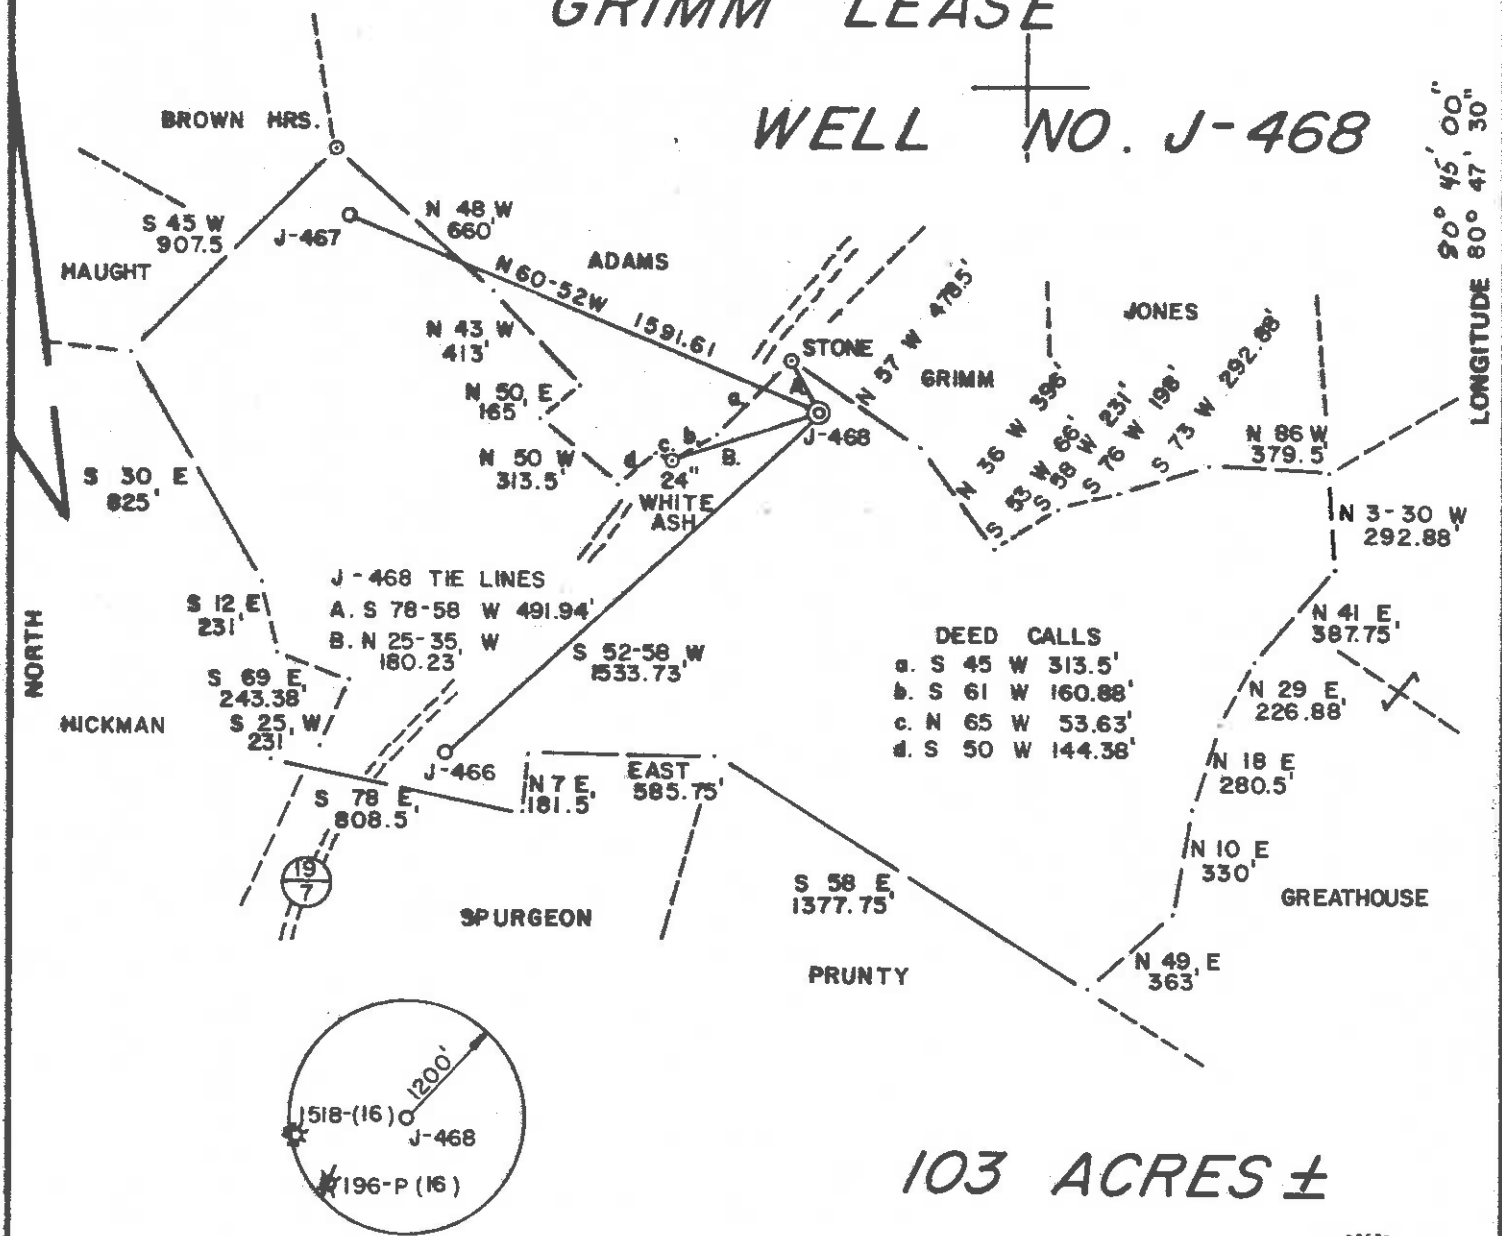 GRIMM LEASE
WELL NO. J-468
80° 45' 00"
80° 47' 30"
LONGITUDE
BROWN HRS.
S 45 W
907.5
J-467
N 48 W
660'
HAUGHT
ADAMS
N 60-52W 1591.61
N 43 W
413'
N 50 E
165'
N 50 W
313.5'
STONE
A.
a.
b.
c.
d.
B.
J-468
24"
WHITE
ASH
N 57 W 478.5'
GRIMM
JONES
N 36 W 396'
S 53 W 66'
S 58 W 231'
S 76 W 198'
S 73 W 292.88'
N 86 W
379.5'
N 3-30 W
292.88'
S 30 E
825'
J-468 TIE LINES
A. S 78-58 W 491.94'
B. N 25-35 W
180.23'
S 12 E
231'
S 52-58 W
1533.73'
NORTH
S 69 E
243.38'
S 25 W
231'
HICKMAN
DEED CALLS
a. S 45 W 313.5'
b. S 61 W 160.88'
c. N 65 W 53.63'
d. S 50 W 144.38'
N 41 E
387.75'
N 29 E
226.88'
N 18 E
280.5'
J-466
S 78 E
808.5'
N 7 E
181.5'
EAST
585.75'
N 10 E
330'
19
7
S 58 E
1377.75'
GREATHOUSE
SPURGEON
PRUNTY
N 49 E
363'
1200'
1518-(16)
J-468
196-P (16)
103 ACRES ±